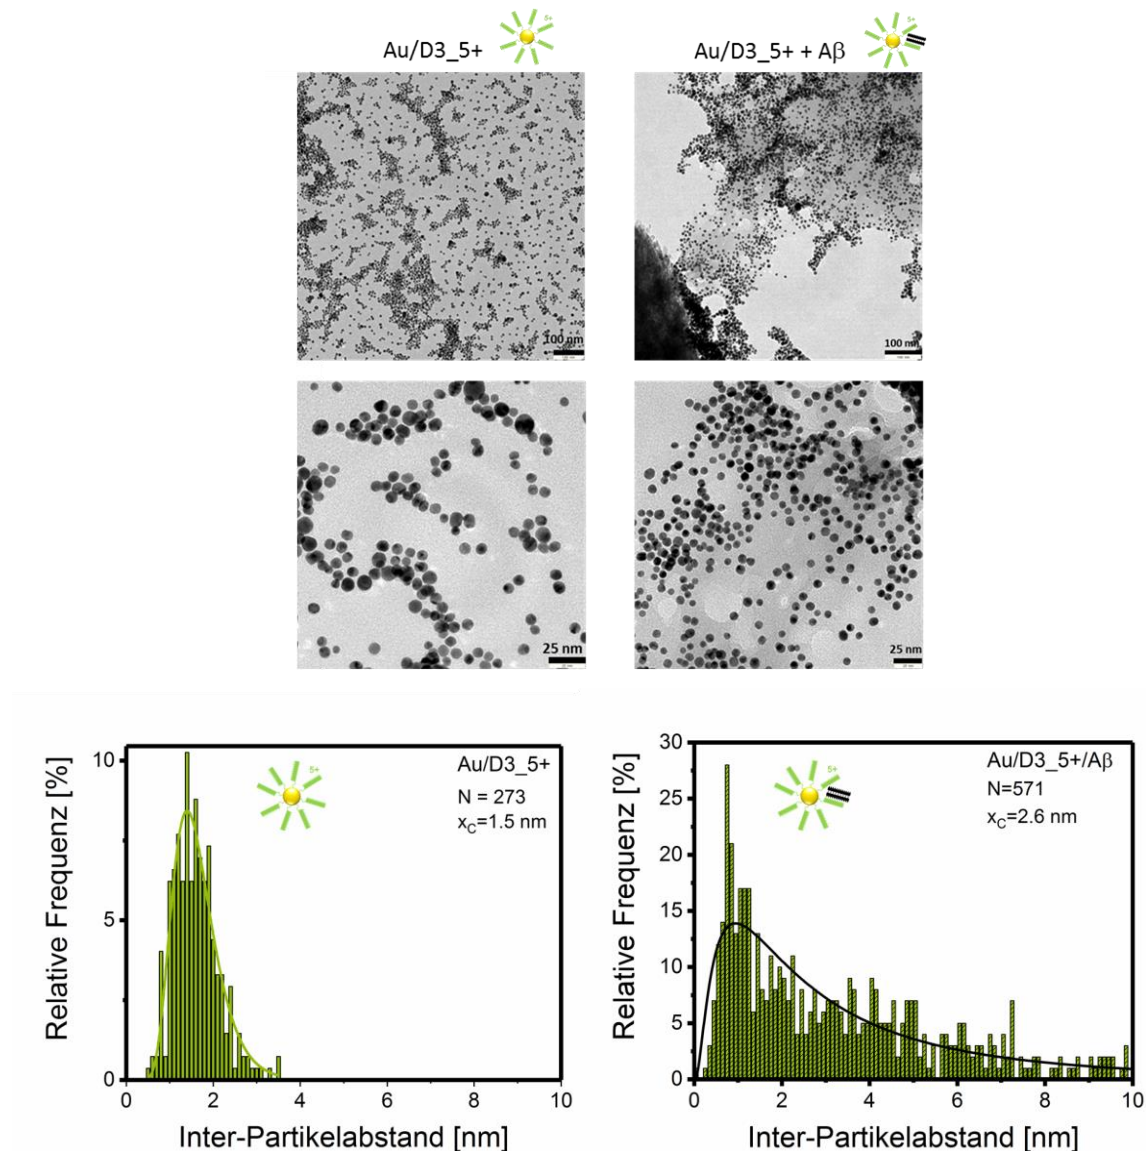 Au/D3_5+
5+
Au/D3_5+ + Aβ
5+
100 nm
100 nm
25 nm
25 nm
Relative Frequenz [%]
10
5
0
5+
Au/D3_5+
N = 273
x_C=1.5 nm
0 2 4 6 8 10
Inter-Partikelabstand [nm]
Relative Frequenz [%]
30
25
20
15
10
5
0
5+
Au/D3_5+/Aβ
N=571
x_C=2.6 nm
0 2 4 6 8 10
Inter-Partikelabstand [nm]